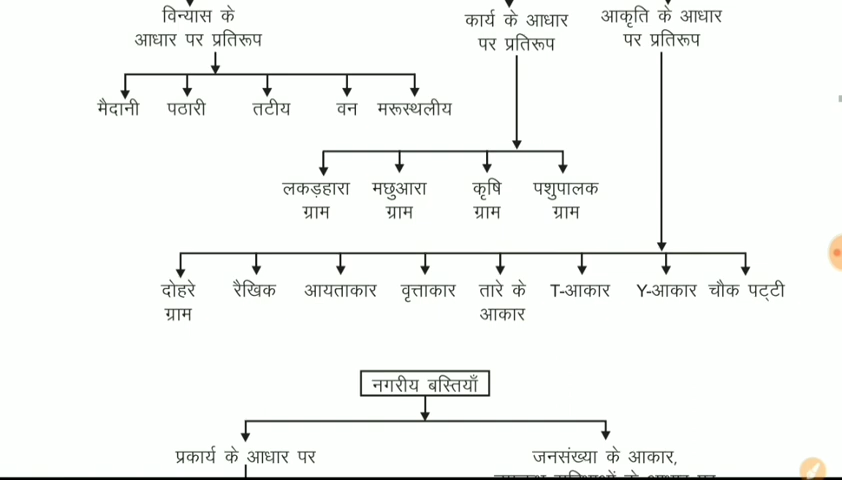 विन्यास के
आधार पर प्रतिरूप
कार्य के आधार
पर प्रतिरूप
आकृति के आधार
पर प्रतिरूप
मैदानी
पठारी
तटीय
वन
मरूस्थलीय
लकड़हारा
ग्राम
मछुआरा
ग्राम
कृषि
ग्राम
पशुपालक
ग्राम
दोहरे
ग्राम
रैखिक
आयताकार
वृत्ताकार
तारे के
आकार
T-आकार
Y-आकार
चौक पट्टी
नगरीय बस्तियाँ
प्रकार्य के आधार पर
जनसंख्या के आकार,